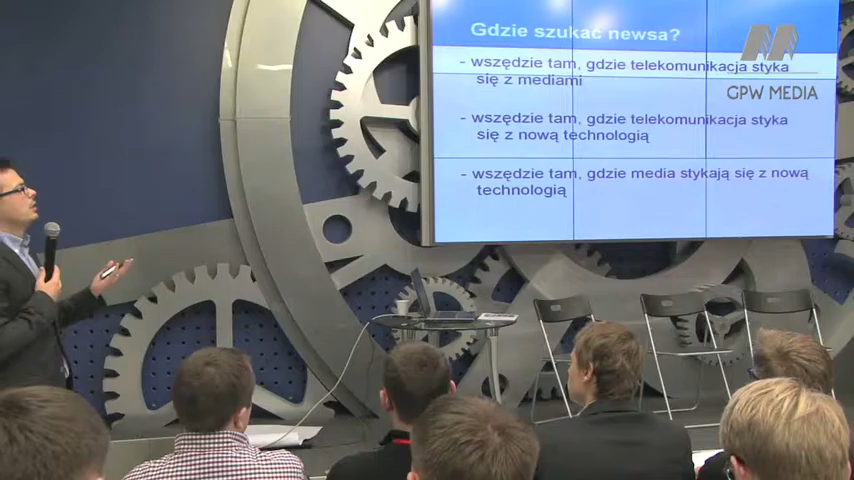 Gdzie szukać newsa?
- wszędzie tam, gdzie telekomunikacja styka
się z mediami
GPW MEDIA
- wszędzie tam, gdzie telekomunikacja styka
się z nową technologią
- wszędzie tam, gdzie media stykają się z nową
technologią